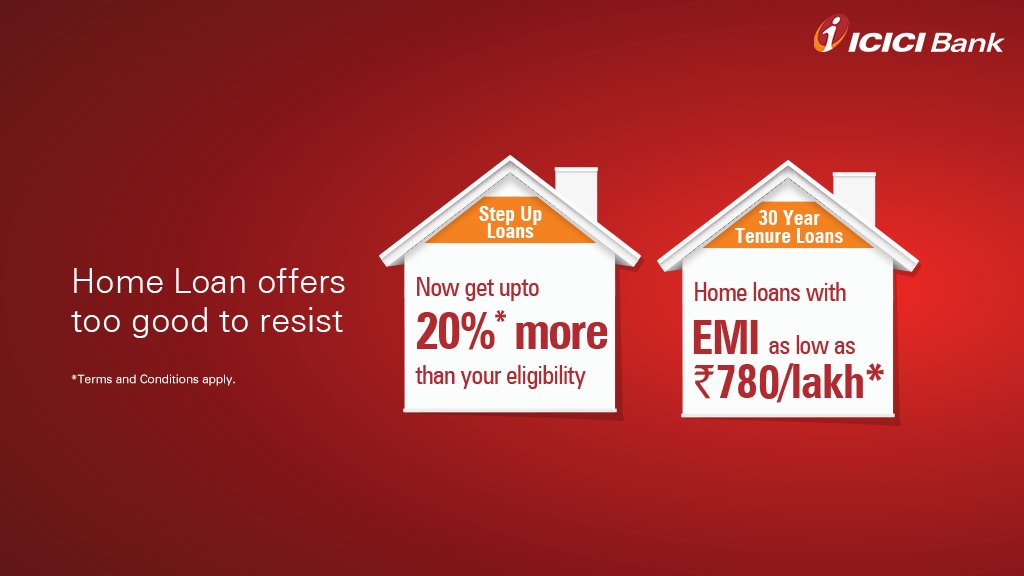 ICICI Bank
Home Loan offers
too good to resist
*Terms and Conditions apply.
Step Up
Loans
Now get upto
20%* more
than your eligibility
30 Year
Tenure Loans
Home loans with
EMI as low as
₹780/lakh*